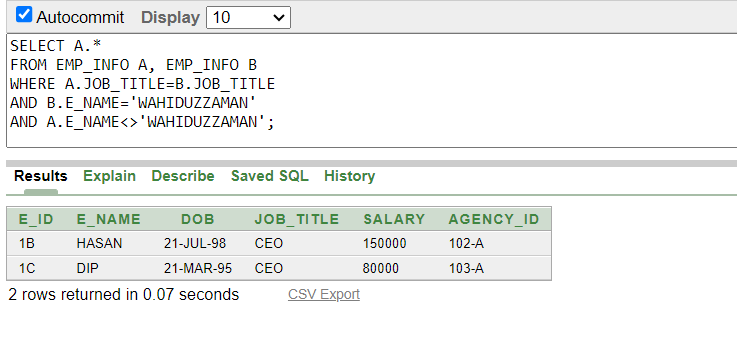 Autocommit Display 10
SELECT A.*
FROM EMP_INFO A, EMP_INFO B
WHERE A.JOB_TITLE=B.JOB_TITLE
AND B.E_NAME='WAHIDUZZAMAN'
AND A.E_NAME<>'WAHIDUZZAMAN';
Results Explain Describe Saved SQL History
E_ID E_NAME DOB JOB_TITLE SALARY AGENCY_ID
1B HASAN 21-JUL-98 CEO 150000 102-A
1C DIP 21-MAR-95 CEO 80000 103-A
2 rows returned in 0.07 seconds CSV Export